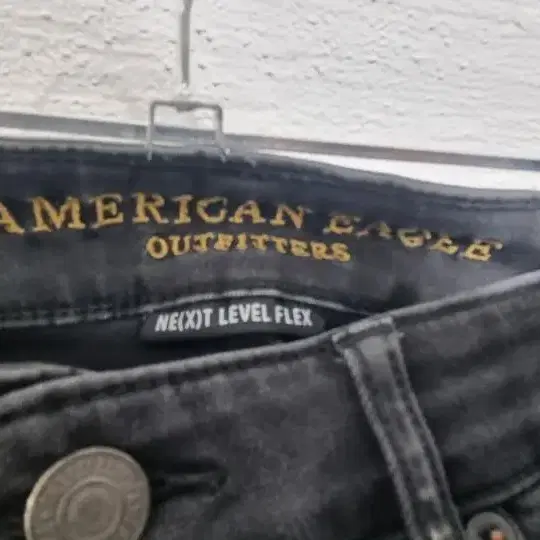 AMERICAN EAGLE
OUTFITTERS
NE(X)T LEVEL FLEX